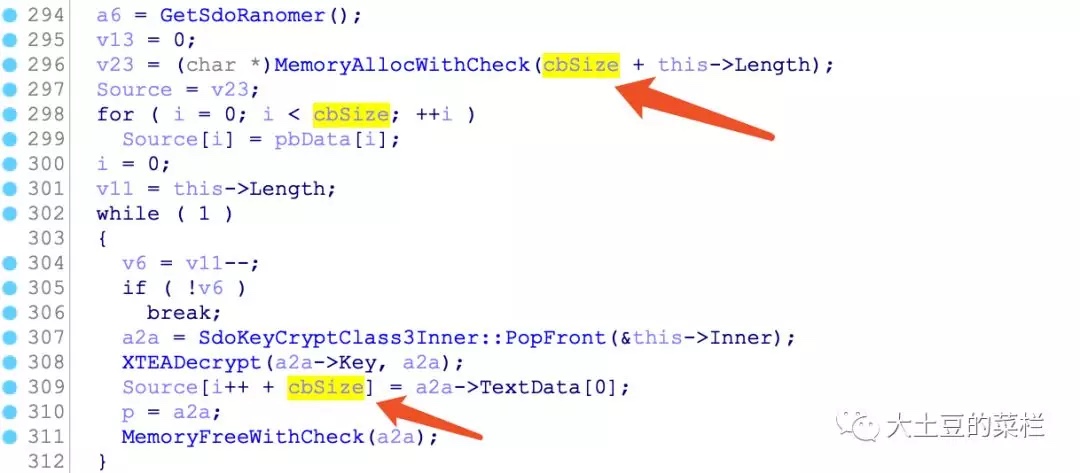 294 a6 = GetSdoRanomer();
295 v13 = 0;
296 v23 = (char *)MemoryAllocWithCheck(cbSize + this->Length);
297 Source = v23;
298 for ( i = 0; i < cbSize; ++i )
299 Source[i] = pbData[i];
300 i = 0;
301 v11 = this->Length;
302 while ( 1 )
303 {
304 v6 = v11--;
305 if ( !v6 )
306 break;
307 a2a = SdoKeyCryptClass3Inner::PopFront(&this->Inner);
308 XTEADecrypt(a2a->Key, a2a);
309 Source[i++ + cbSize] = a2a->TextData[0];
310 p = a2a;
311 MemoryFreeWithCheck(a2a);
312 }
大土豆的菜栏